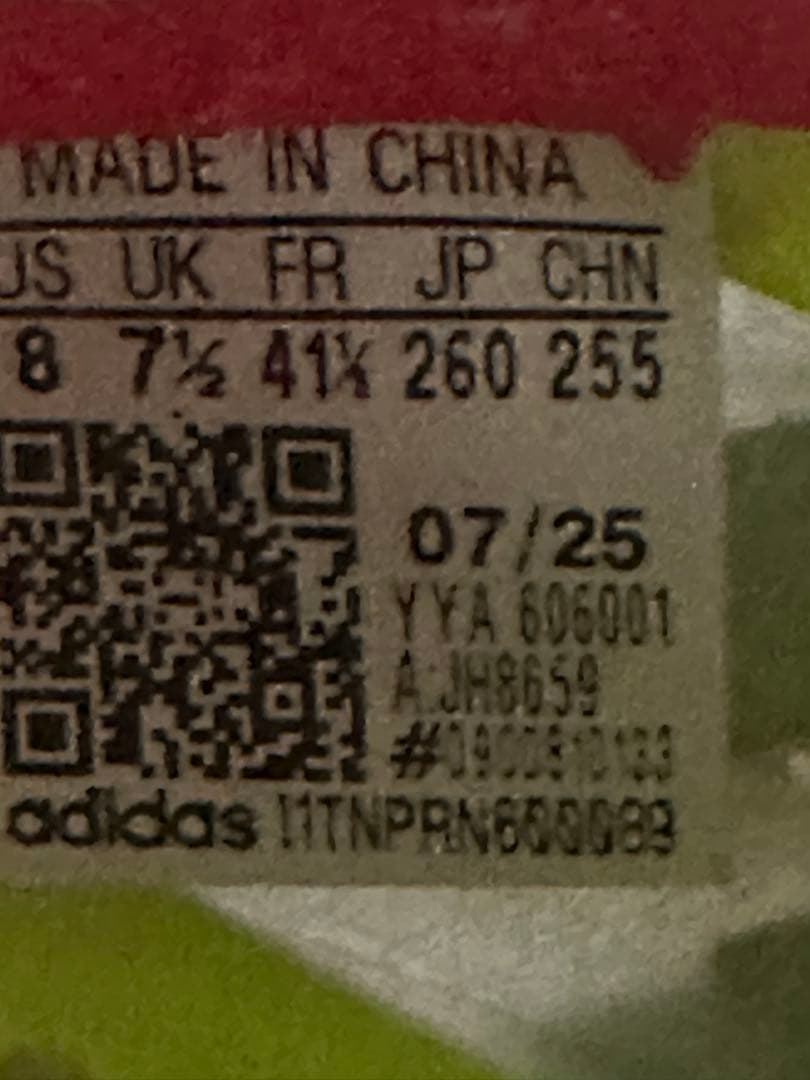 MADE IN CHINA
US UK FR JP CHN
8 7½ 41⅓ 260 255
07/25
YYA 606001
A:JH8659
adidas